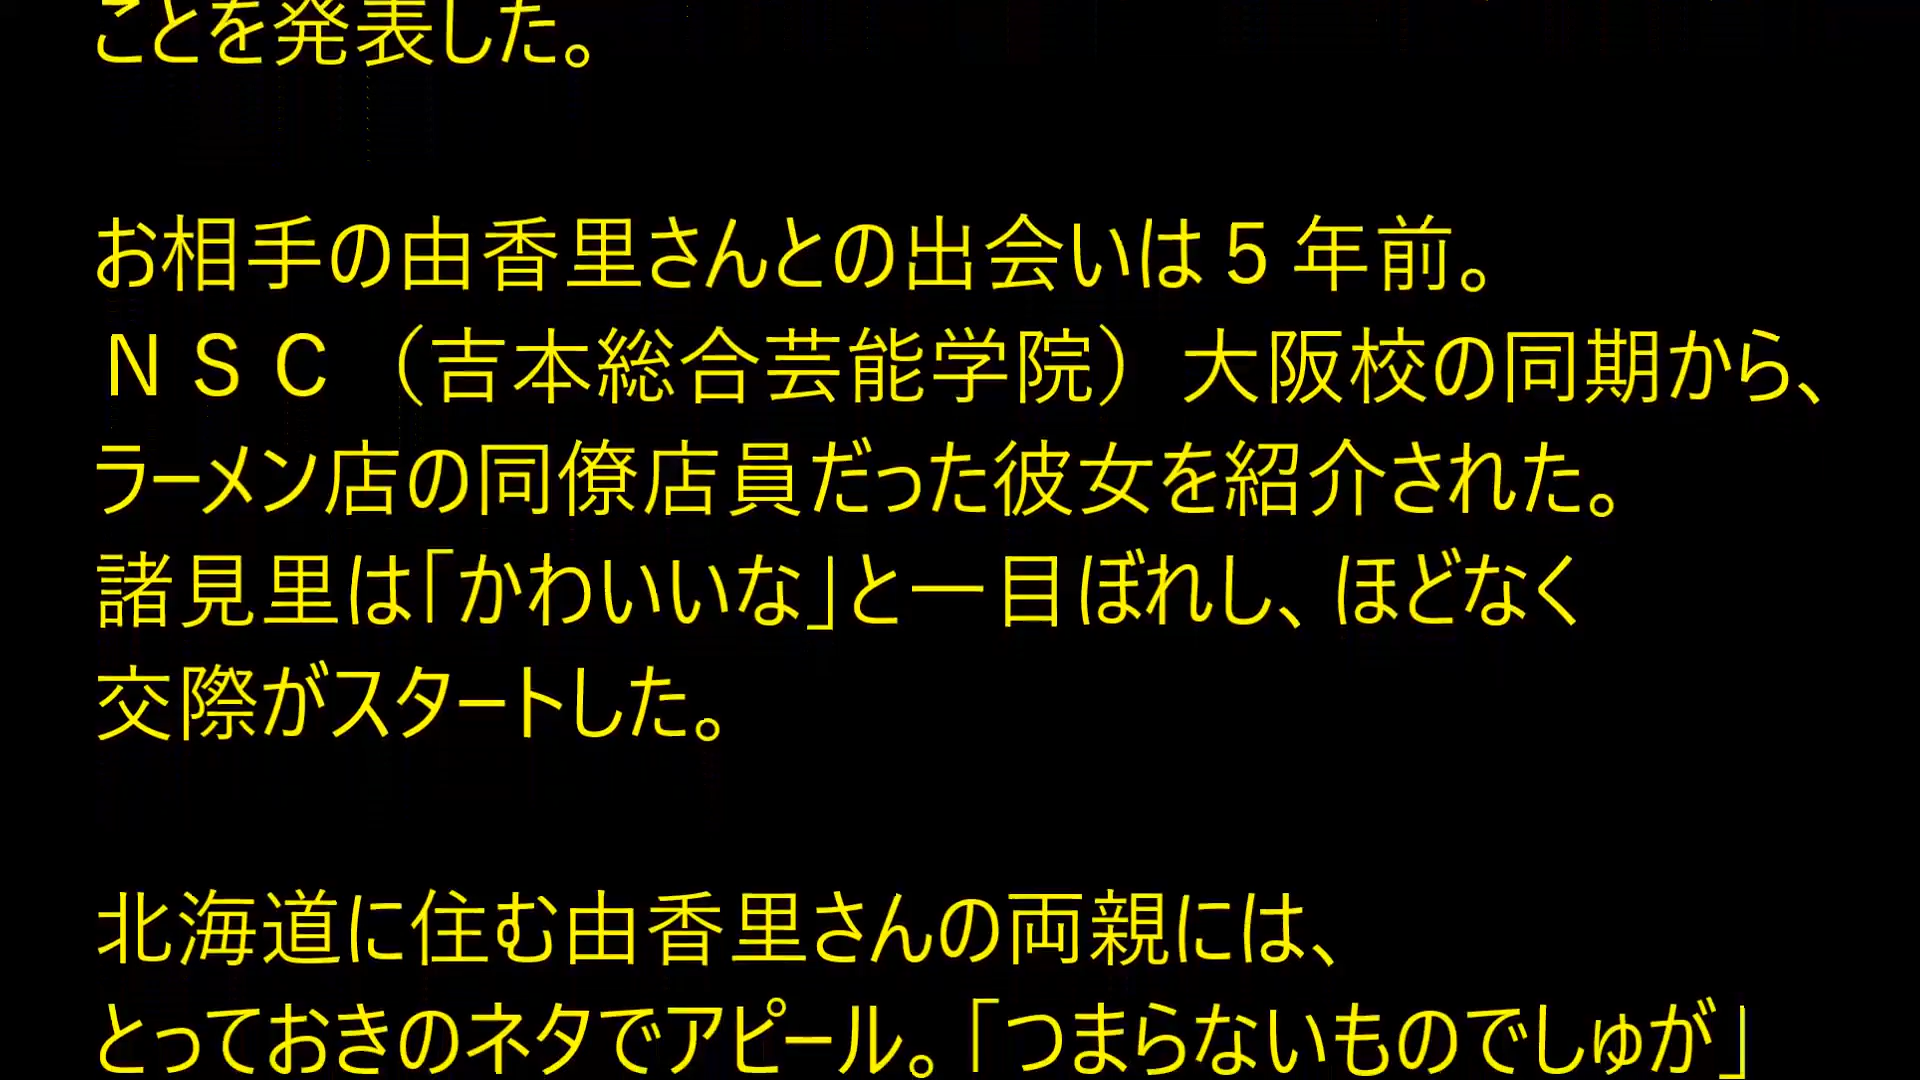 ことを発表した。
お相手の由香里さんとの出会いは５年前。
ＮＳＣ（吉本総合芸能学院）大阪校の同期から、
ラーメン店の同僚店員だった彼女を紹介された。
諸見里は「かわいいな」と一目ぼれし、ほどなく
交際がスタートした。
北海道に住む由香里さんの両親には、
とっておきのネタでアピール。「つまらないものでしゅが」